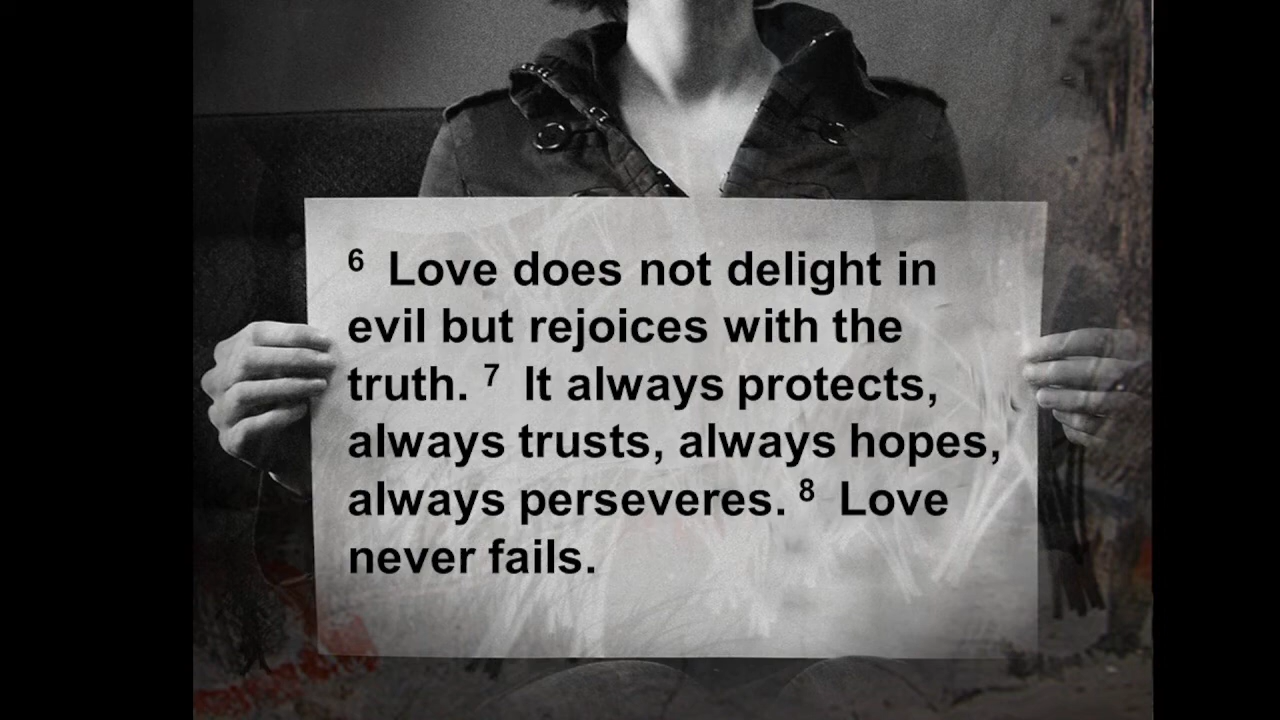 6 Love does not delight in
evil but rejoices with the
truth. 7 It always protects,
always trusts, always hopes,
always perseveres. 8 Love
never fails.